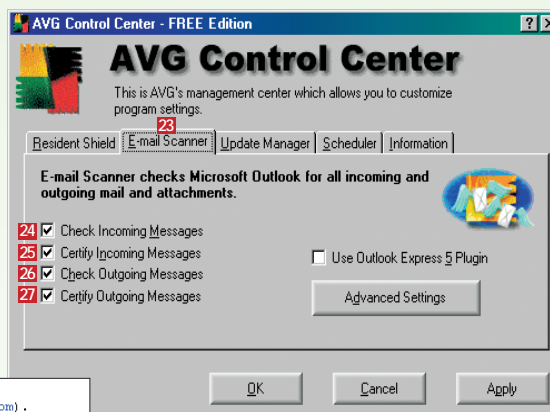 AVG Control Center - FREE Edition
AVG Control Center
This is AVG's management center which allows you to customize
program settings.
23
Resident Shield E-mail Scanner Update Manager Scheduler Information
E-mail Scanner checks Microsoft Outlook for all incoming and
outgoing mail and attachments.
24 Check Incoming Messages
25 Certify Incoming Messages
26 Check Outgoing Messages
27 Certify Outgoing Messages
Use Outlook Express 5 Plugin
Advanced Settings
OK Cancel Apply
om).